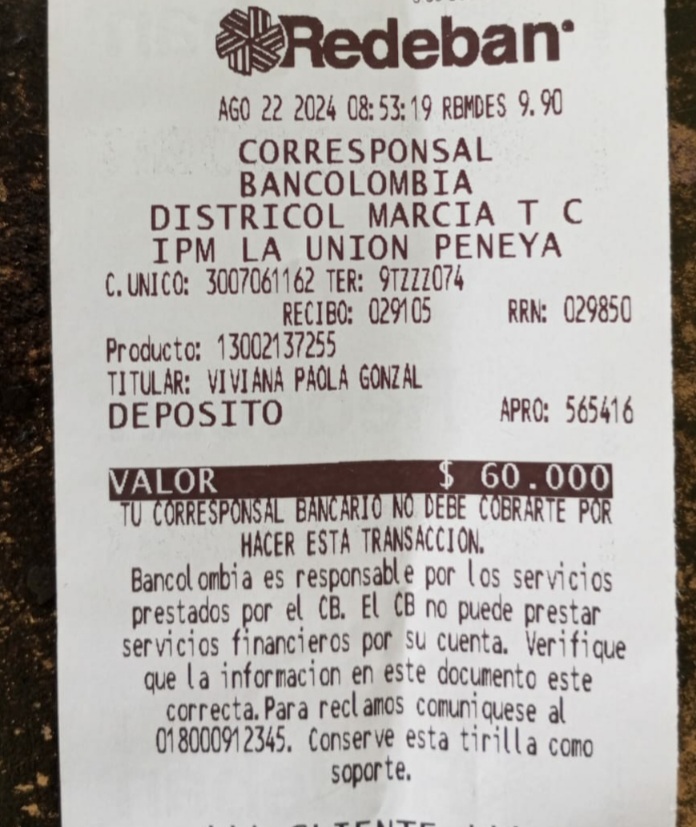 Redeban
AGO 22 2024 08:53:19 RBMDES 9.90
CORRESPONSAL
BANCOLOMBIA
DISTRICOL MARCIA T C
IPM LA UNION PENEYA
C.UNICO: 3007061162 TER: 9TZZZ074
RECIBO: 029105 RRN: 029850
Producto: 13002137255
TITULAR: VIVIANA PAOLA GONZAL
DEPOSITO APRO: 565416
VALOR $ 60.000
TU CORRESPONSAL BANCARIO NO DEBE COBRARTE POR
HACER ESTA TRANSACCION.
Bancolombia es responsable por los servicios
prestados por el CB. El CB no puede prestar
servicios financieros por su cuenta. Verifique
que la informacion en este documento este
correcta. Para reclamos comuniquese al
018000912345. Conserve esta tirilla como
soporte.
CLIENTE